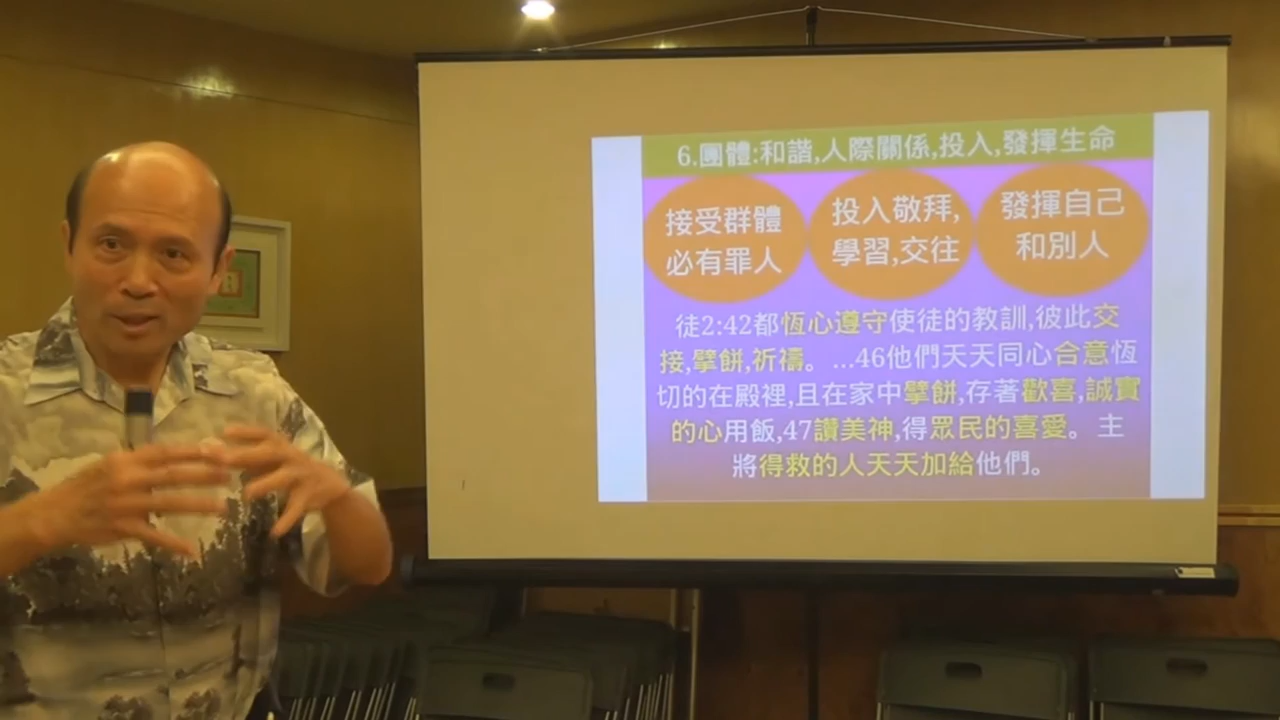 6.團體:和諧,人際關係,投入,發揮生命
接受群體
必有罪人
投入敬拜,
學習,交往
發揮自己
和別人
徒2:42都恆心遵守使徒的教訓,彼此交
接,擘餅,祈禱。…46他們天天同心合意恆
切的在殿裡,且在家中擘餅,存著歡喜,誠實
的心用飯,47讚美神,得眾民的喜愛。主
將得救的人天天加給他們。